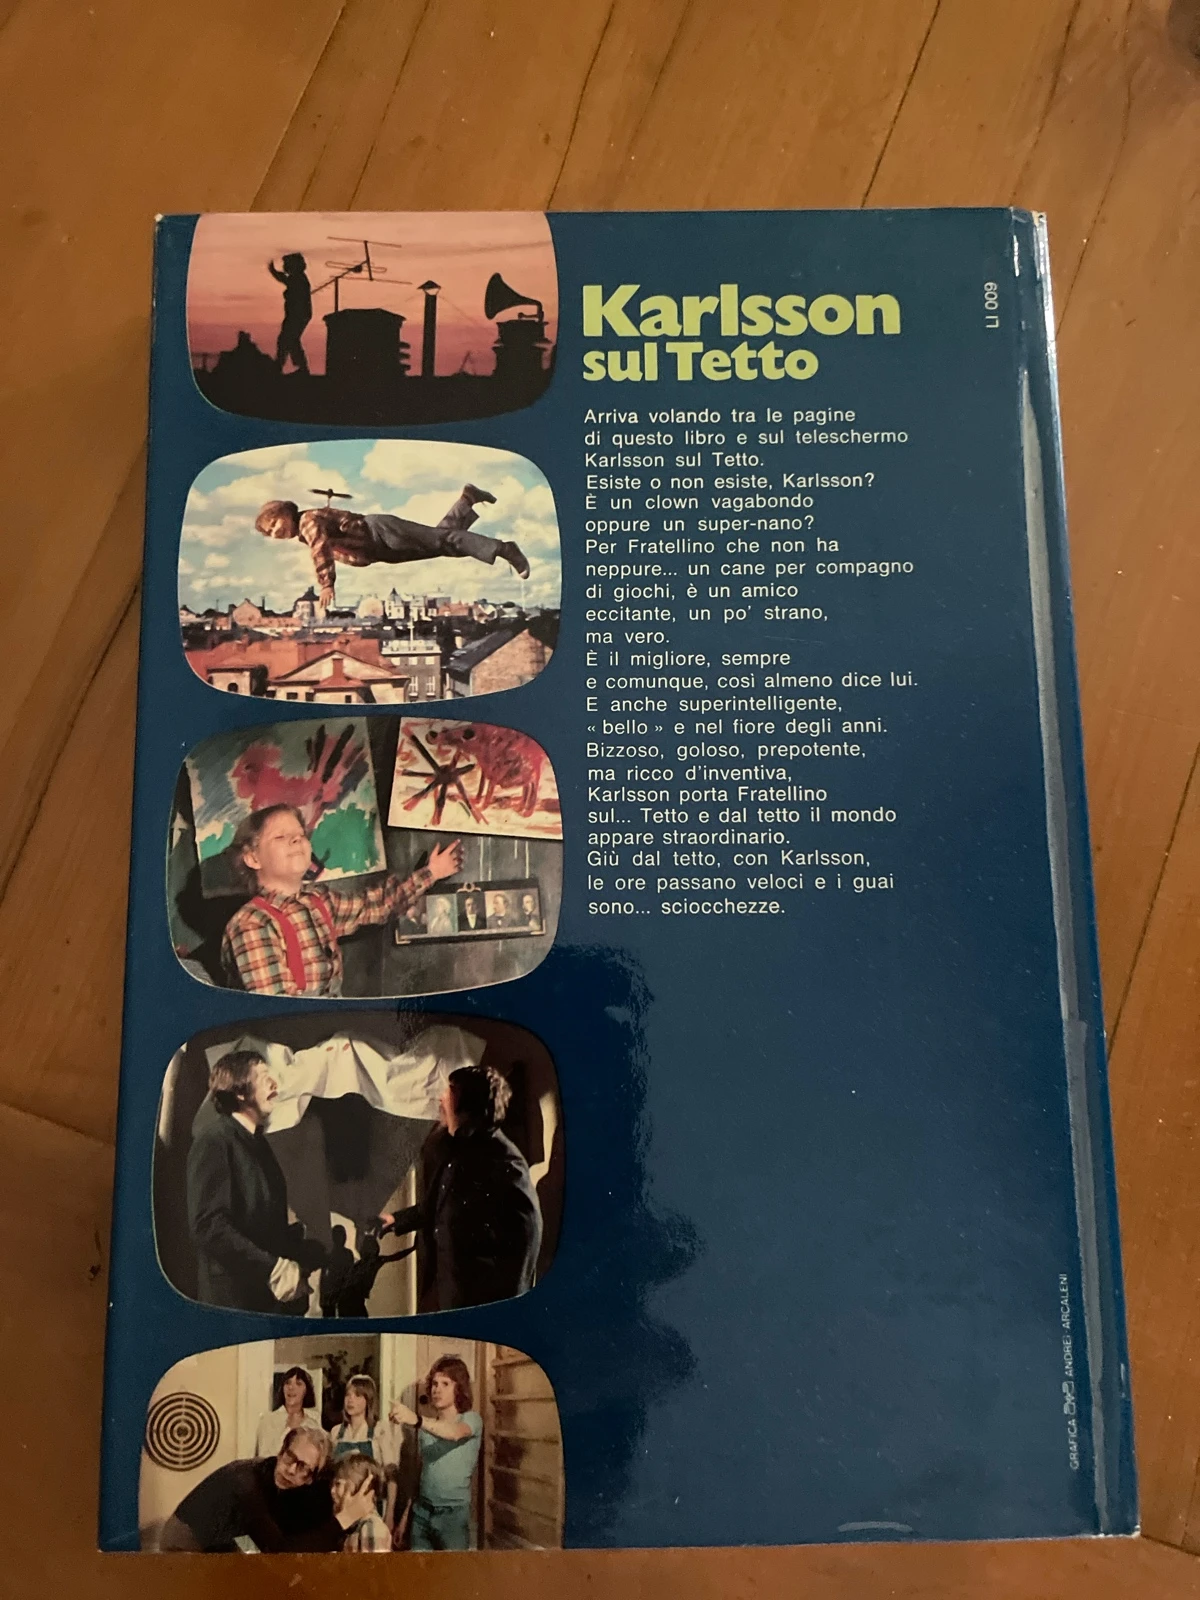 Karlsson
sul Tetto
LI 009
Arriva volando tra le pagine
di questo libro e sul teleschermo
Karlsson sul Tetto.
Esiste o non esiste, Karlsson?
È un clown vagabondo
oppure un super-nano?
Per Fratellino che non ha
neppure... un cane per compagno
di giochi, è un amico
eccitante, un po' strano,
ma vero.
È il migliore, sempre
e comunque, così almeno dice lui.
E anche superintelligente,
« bello » e nel fiore degli anni.
Bizzoso, goloso, prepotente,
ma ricco d'inventiva,
Karlsson porta Fratellino
sul... Tetto e dal tetto il mondo
appare straordinario.
Giù dal tetto, con Karlsson,
le ore passano veloci e i guai
sono... sciocchezze.
GRAFICA ANDREI ARCALENI